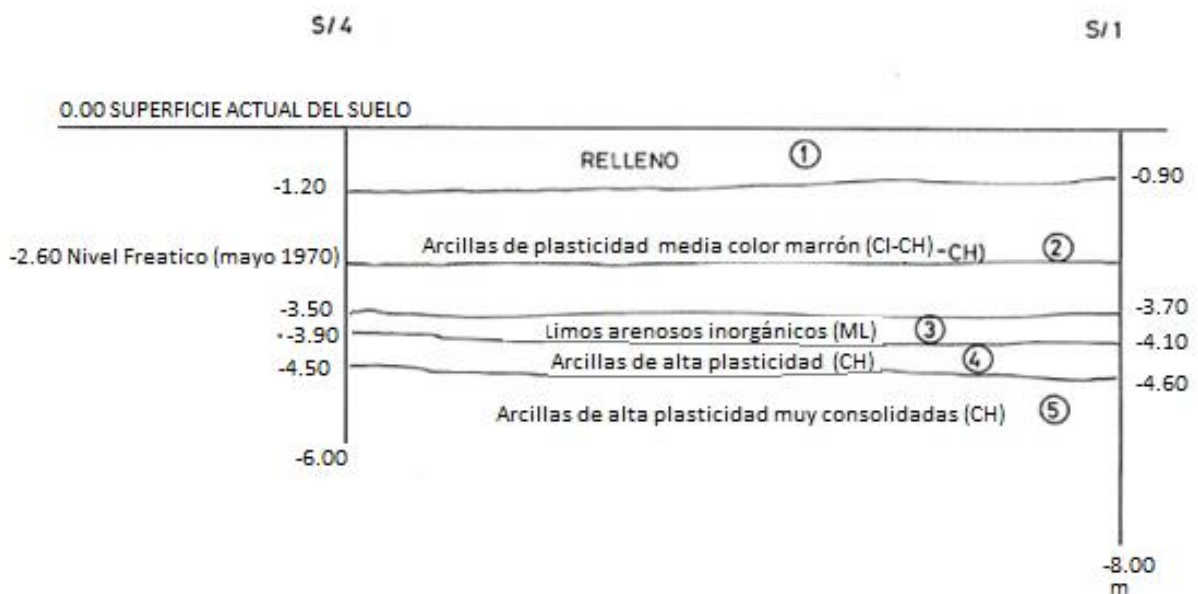 S/4
S/1
0.00 SUPERFICIE ACTUAL DEL SUELO
RELLENO ①
-1.20
-0.90
-2.60 Nivel Freatico (mayo 1970)
Arcillas de plasticidad media color marrón (CI-CH) -CH) ②
-3.50
-3.70
Limos arenosos inorgánicos (ML) ③
-3.90
-4.10
Arcillas de alta plasticidad (CH) ④
-4.50
-4.60
Arcillas de alta plasticidad muy consolidadas (CH) ⑤
-6.00
-8.00
m